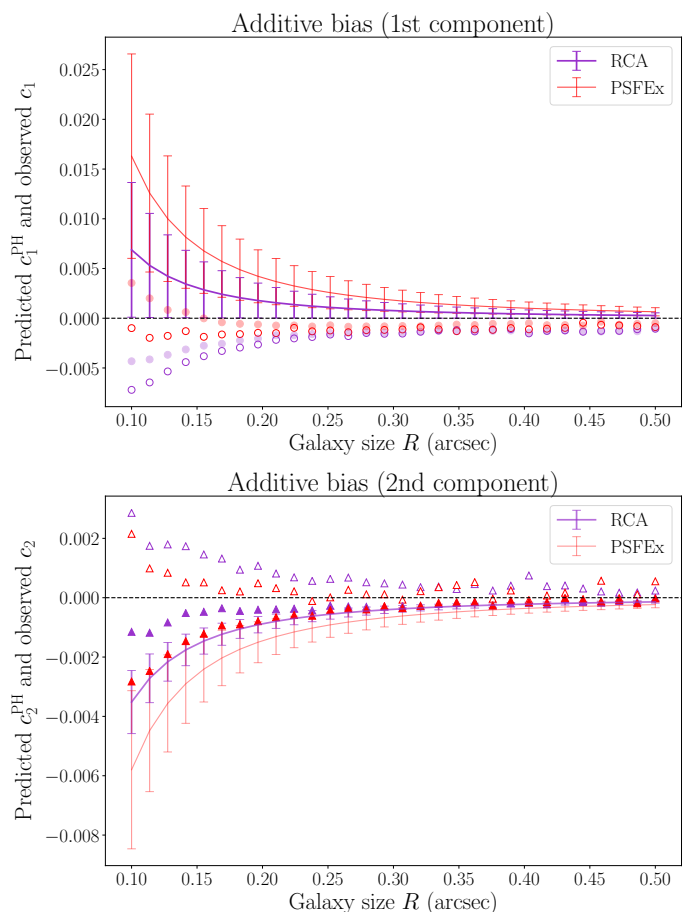 Additive bias (1st component)
RCA
PSFEx
Predicted c₁ᴾᴴ and observed c₁
0.025
0.020
0.015
0.010
0.005
0.000
−0.005
0.10 0.15 0.20 0.25 0.30 0.35 0.40 0.45 0.50
Galaxy size R (arcsec)
Additive bias (2nd component)
RCA
PSFEx
Predicted c₂ᴾᴴ and observed c₂
0.002
0.000
−0.002
−0.004
−0.006
−0.008
0.10 0.15 0.20 0.25 0.30 0.35 0.40 0.45 0.50
Galaxy size R (arcsec)